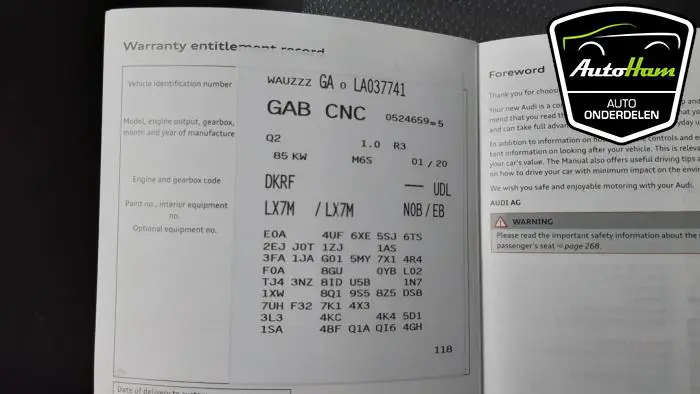 Warranty entitlement record
Vehicle identification number
WAUZZZ GA 0 LA037741
GAB CNC 0524659=5
Model, engine output, gearbox,
month and year of manufacture
Q2 1.0 R3
85 KW M6S 01 / 20
Engine and gearbox code
DKRF — UDL
Paint no., interior equipment
no.
LX7M / LX7M NOB / EB
Optional equipment no.
E0A 4UF 6XE 5SJ 6TS
2EJ J0T 1ZJ 1AS
3FA 1JA G01 5MY 7X1 4R4
F0A 8GU 0YB L02
TJ4 3NZ 8ID U5B 1N7
1XW 8Q1 9S5 8Z5 DS8
7UH F32 7K1 4X3
3L3 4KC 4K4 5D1
1SA 4BF Q1A QI6 4GH
118
Date of delivery to
Foreword
Thank you for choosi
Your new Audi is a co
mend that you read th
and can take full advan
In addition to information on
tant information on looking after your vehicle. This is relevan
your car's value. The Manual also offers useful driving tips a
on how to drive your car with minimum impact on the enviro
We wish you safe and enjoyable motoring with your Audi.
AUDI AG
WARNING
Please read the important safety information about the
passenger's seat ⇨page 268.
AutoHam
AUTO
ONDERDELEN